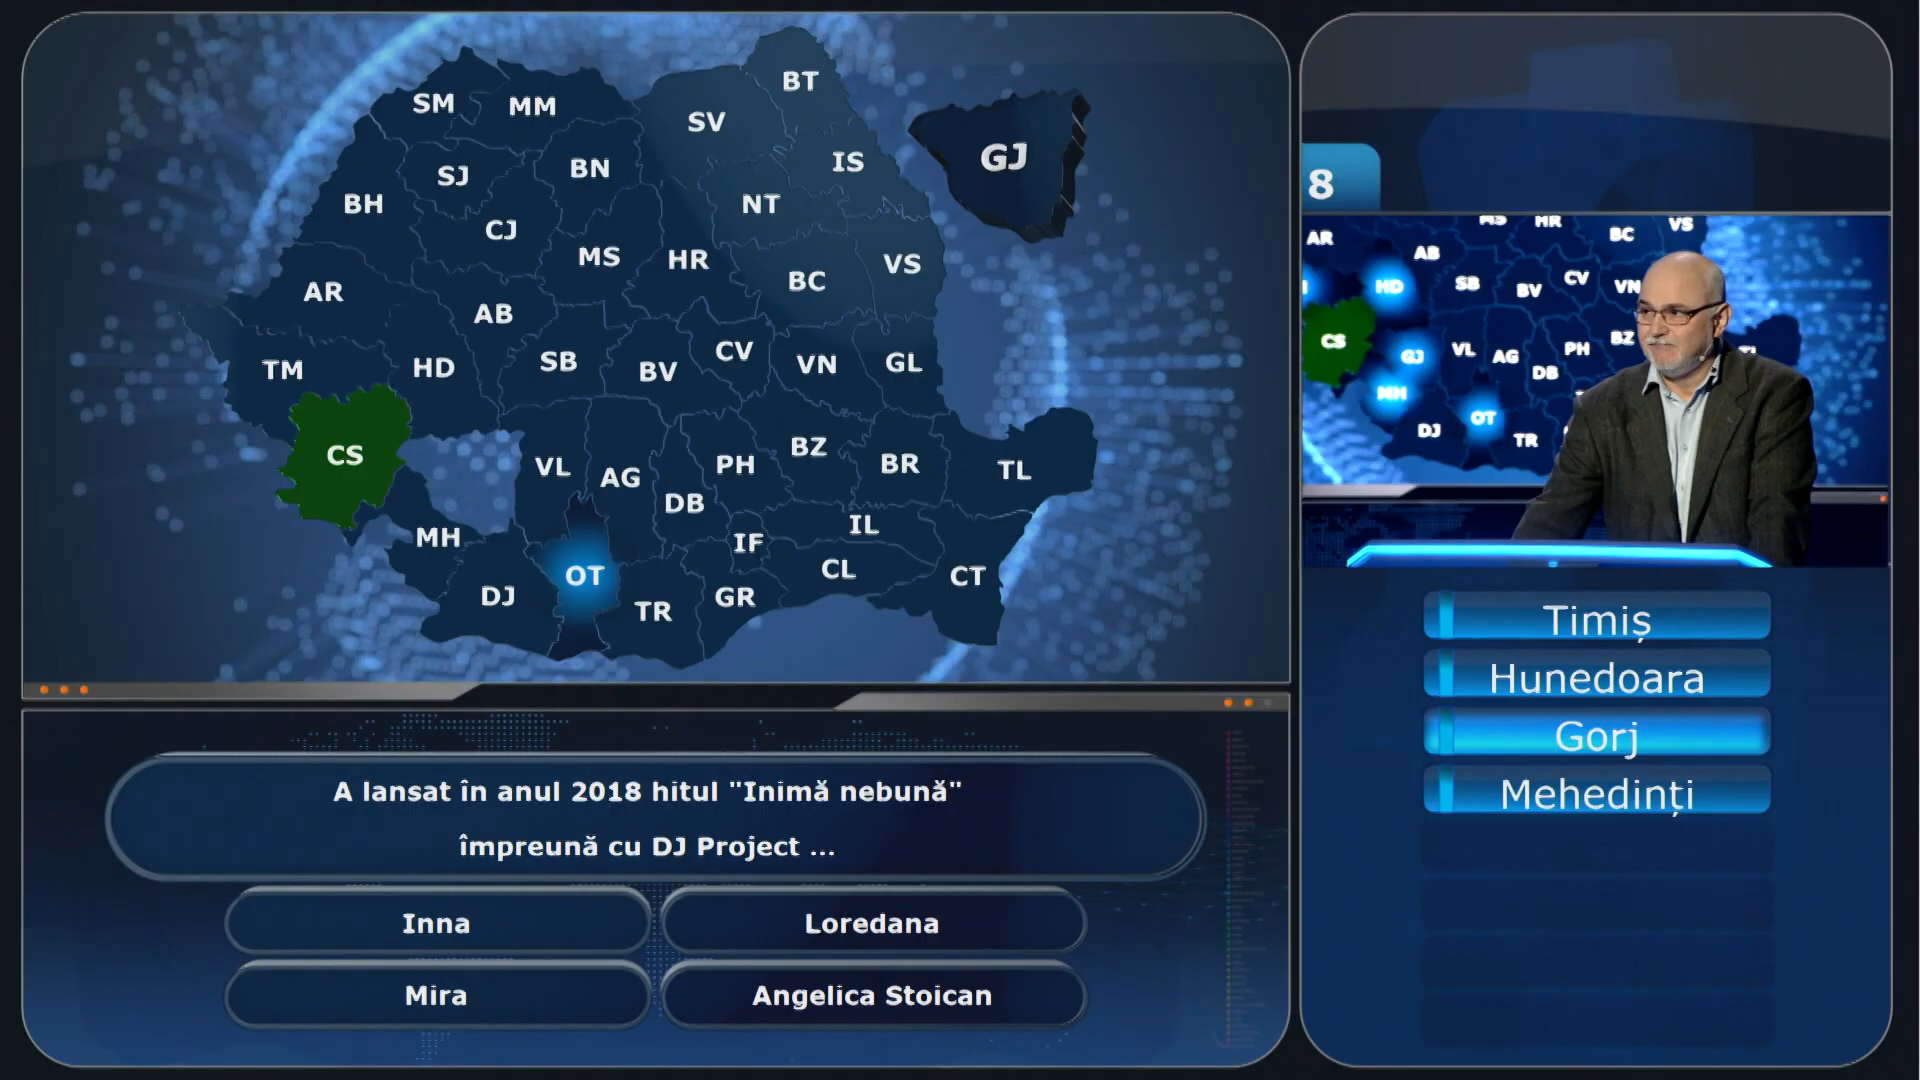 BT
SM
MM
SV
GJ
IS
BN
SJ
BH
NT
CJ
MS
HR
VS
BC
AR
AB
CV
SB
VN
GL
TM
HD
BV
CS
BZ
VL
PH
BR
TL
AG
DB
IL
MH
IF
CL
OT
CT
DJ
GR
TR
A lansat în anul 2018 hitul "Inimă nebună"
împreună cu DJ Project ...
Inna
Loredana
Mira
Angelica Stoican
8
MS
HR
VS
AR
BC
AB
HD
SB
BV
CV
VN
CS
GJ
VL
AG
PH
BZ
DB
MH
OT
DJ
TR
Timiș
Hunedoara
Gorj
Mehedinți